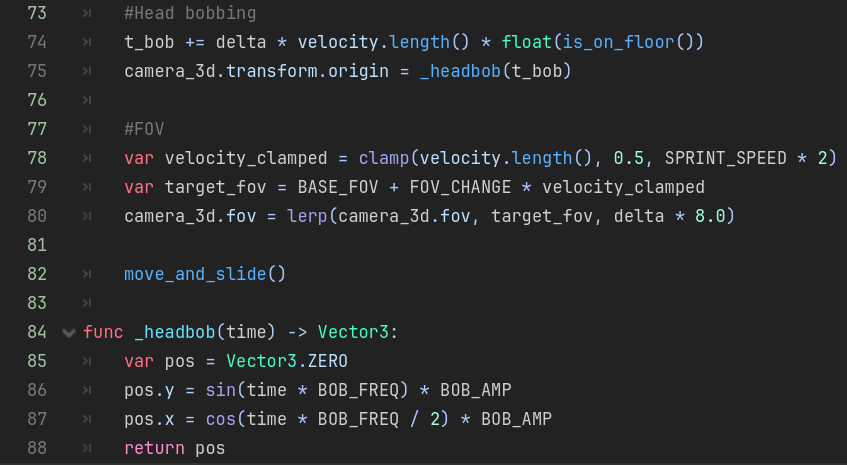 73 #Head bobbing
74 t_bob += delta * velocity.length() * float(is_on_floor())
75 camera_3d.transform.origin = _headbob(t_bob)
76
77 #FOV
78 var velocity_clamped = clamp(velocity.length(), 0.5, SPRINT_SPEED * 2)
79 var target_fov = BASE_FOV + FOV_CHANGE * velocity_clamped
80 camera_3d.fov = lerp(camera_3d.fov, target_fov, delta * 8.0)
81
82 move_and_slide()
83
84 func _headbob(time) -> Vector3:
85 var pos = Vector3.ZERO
86 pos.y = sin(time * BOB_FREQ) * BOB_AMP
87 pos.x = cos(time * BOB_FREQ / 2) * BOB_AMP
88 return pos